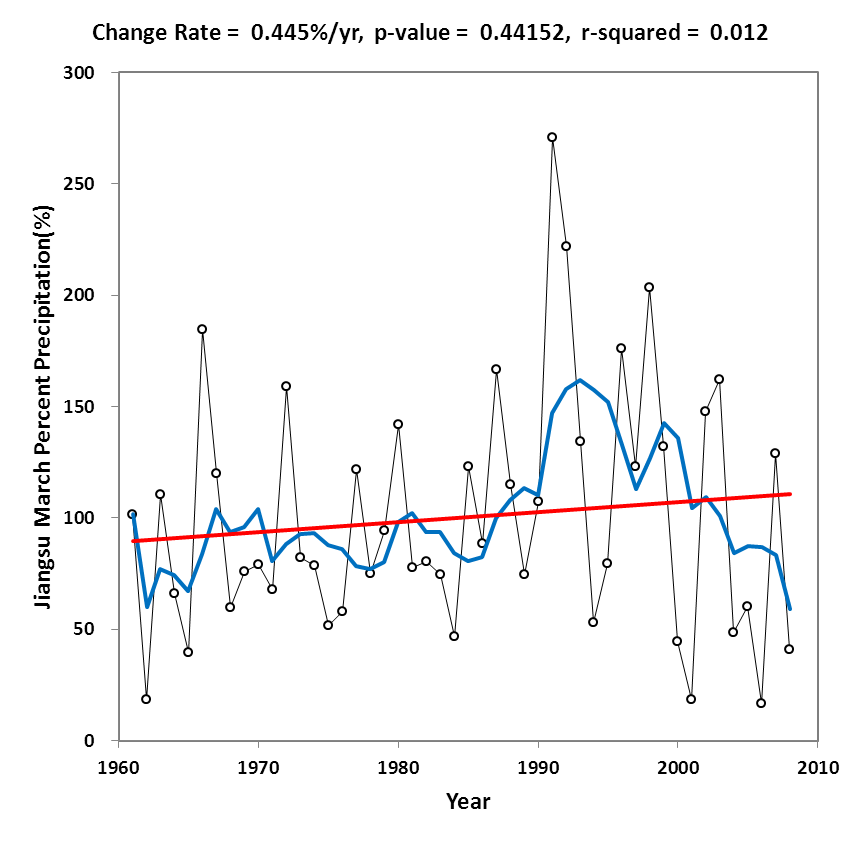 Change Rate = 0.445%/yr, p-value = 0.44152, r-squared = 0.012
Jiangsu March Percent Precipitation(%)
300
250
200
150
100
50
0
1960 1970 1980 1990 2000 2010
Year